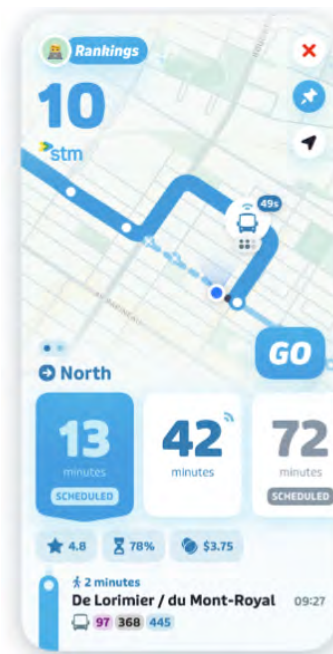 Rankings
10
stm
49s
GO
North
13
minutes
SCHEDULED
42
minutes
72
minutes
SCHEDULED
4.8
78%
$3.75
2 minutes
De Lorimier / du Mont-Royal 09:27
97 368 445